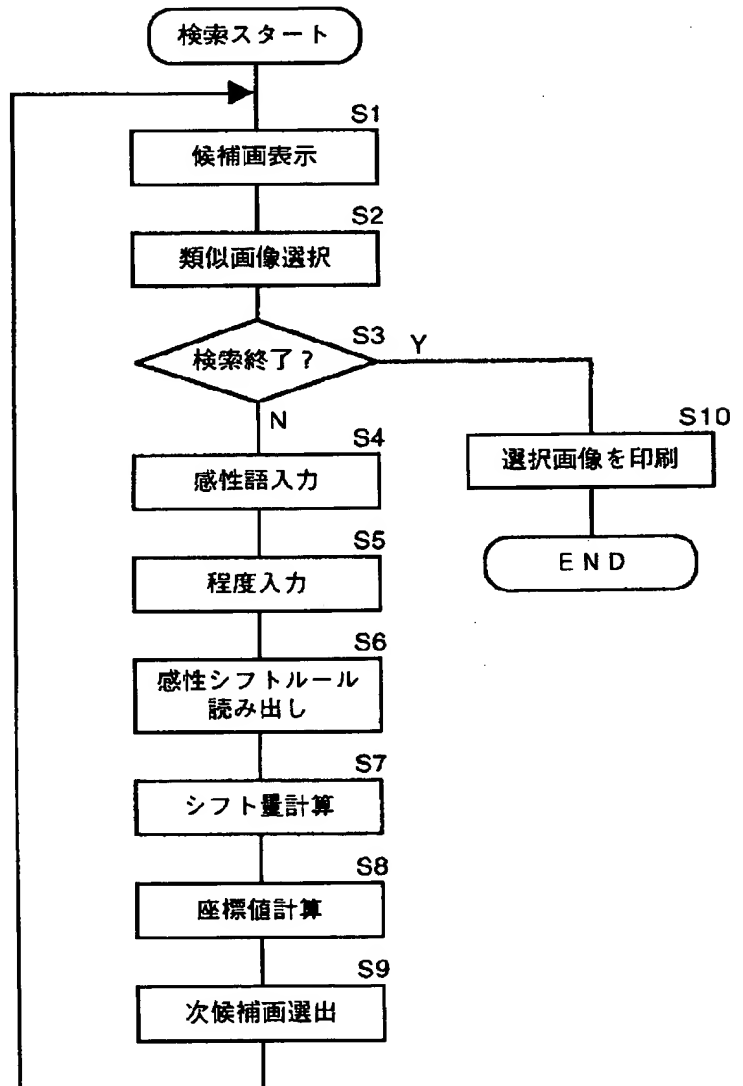 検索スタート
S1
候補画表示
S2
類似画像選択
S3
検索終了?
Y
N
S4
感性語入力
S5
程度入力
S6
感性シフトルール
読み出し
S7
シフト量計算
S8
座標値計算
S9
次候補画選出
S10
選択画像を印刷
END